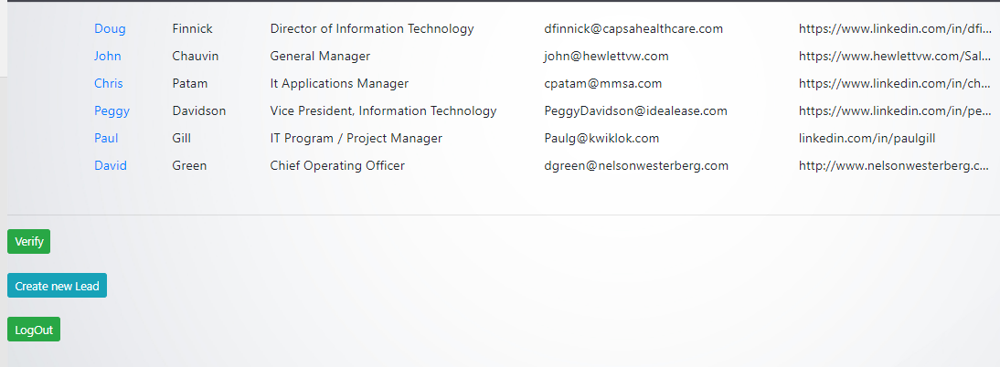 Doug Finnick Director of Information Technology dfinnick@capsahealthcare.com https://www.linkedin.com/in/dfi...
John Chauvin General Manager john@hewlettvw.com https://www.hewlettvw.com/Sal...
Chris Patam It Applications Manager cpatam@mmsa.com https://www.linkedin.com/in/ch...
Peggy Davidson Vice President, Information Technology PeggyDavidson@idealease.com https://www.linkedin.com/in/pe...
Paul Gill IT Program / Project Manager Paulg@kwiklok.com linkedin.com/in/paulgill
David Green Chief Operating Officer dgreen@nelsonwesterberg.com http://www.nelsonwesterberg.c...
Verify
Create new Lead
LogOut